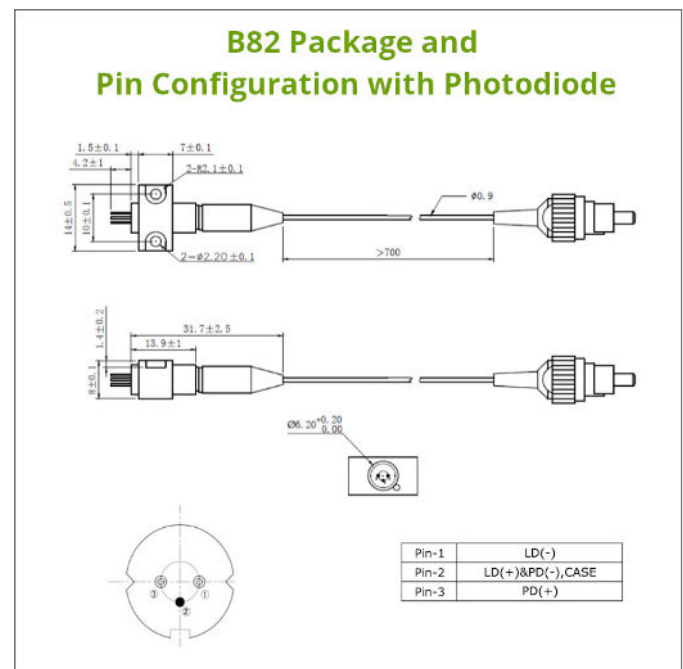 B82 Package and
Pin Configuration with Photodiode
1.5±0.1
7±0.1
4.2±1
2-R2.1±0.1
14±0.5
10±0.1
2-ø2.20±0.1
ø0.9
>700
1.4±0.2
31.7±2.5
13.9±1
8±0.1
Ø6.20+0.20
0.00
③
①
②
Pin-1 LD(-)
Pin-2 LD(+)&PD(-),CASE
Pin-3 PD(+)